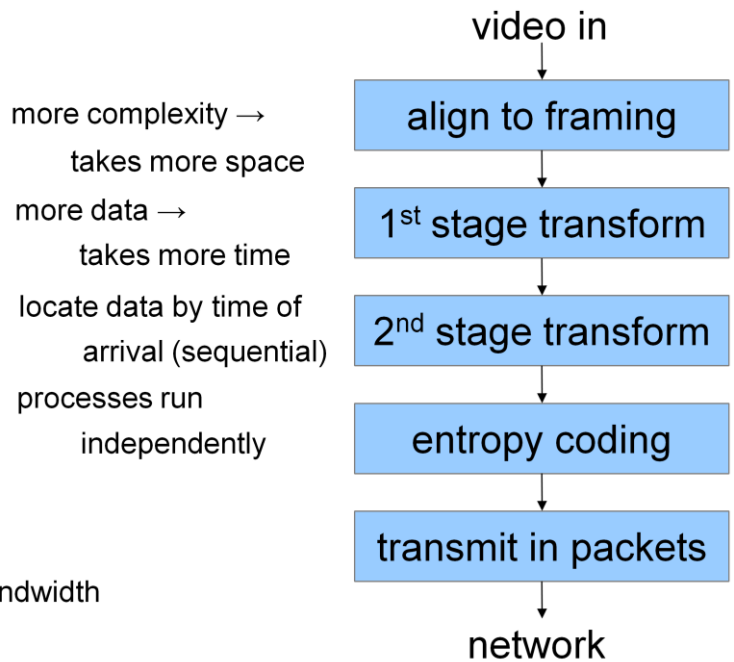 video in
more complexity →
takes more space
more data →
takes more time
locate data by time of
arrival (sequential)
processes run
independently
ndwidth
align to framing
1st stage transform
2nd stage transform
entropy coding
transmit in packets
network